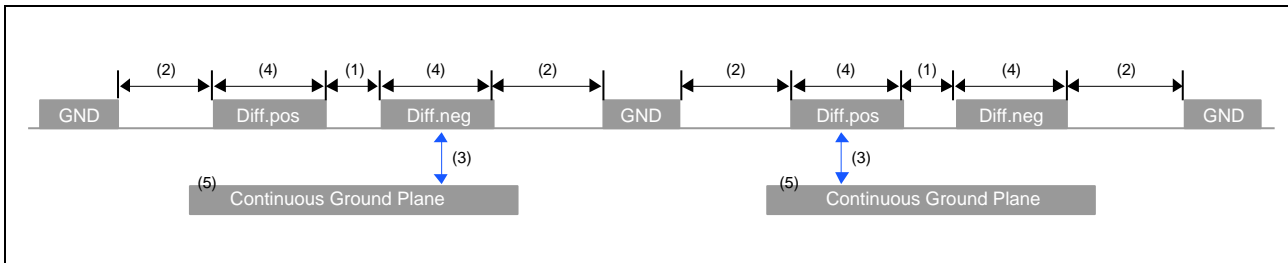 (2) (4) (1) (4) (2) (2) (4) (1) (4) (2)
GND Diff.pos Diff.neg GND Diff.pos Diff.neg GND
(3) (3)
(5) Continuous Ground Plane (5) Continuous Ground Plane